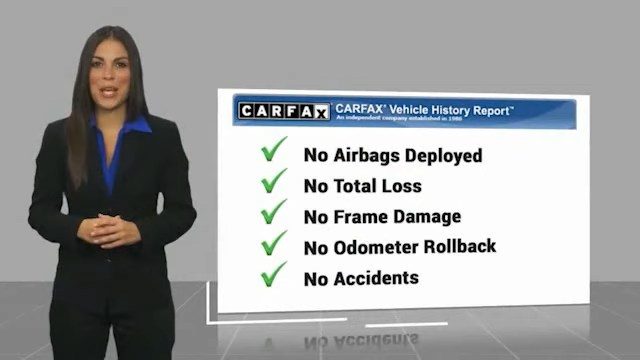 CARFAX CARFAX® Vehicle History Report™
An independent company established in 1986
No Airbags Deployed
No Total Loss
No Frame Damage
No Odometer Rollback
No Accidents